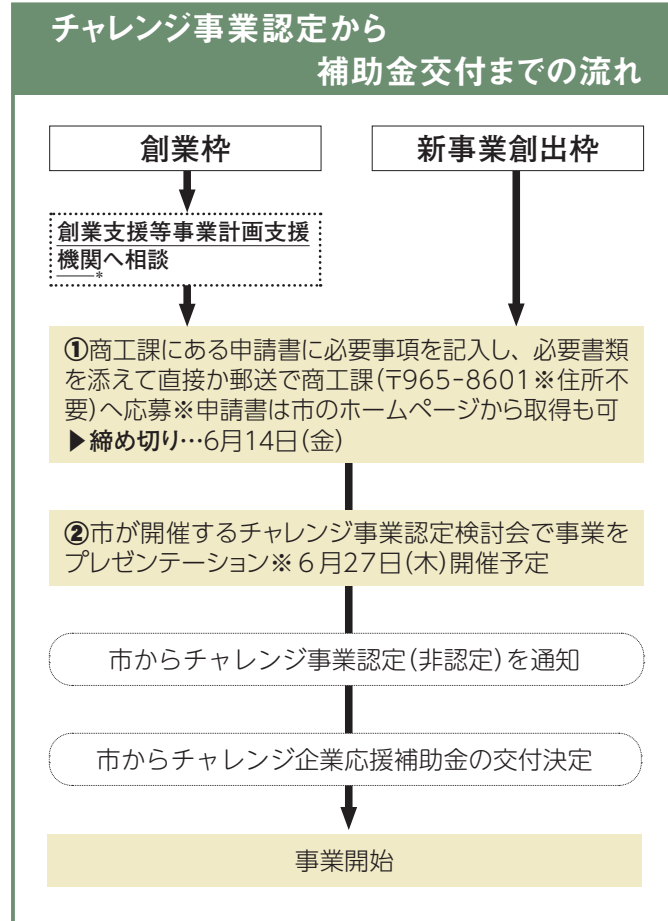 チャレンジ事業認定から
補助金交付までの流れ
創業枠
新事業創出枠
創業支援等事業計画支援
機関へ相談
*
①商工課にある申請書に必要事項を記入し、必要書類
を添えて直接か郵送で商工課(〒965-8601※住所不
要)へ応募※申請書は市のホームページから取得も可
▶締め切り…6月14日(金)
②市が開催するチャレンジ事業認定検討会で事業を
プレゼンテーション※６月27日(木)開催予定
市からチャレンジ事業認定(非認定)を通知
市からチャレンジ企業応援補助金の交付決定
事業開始